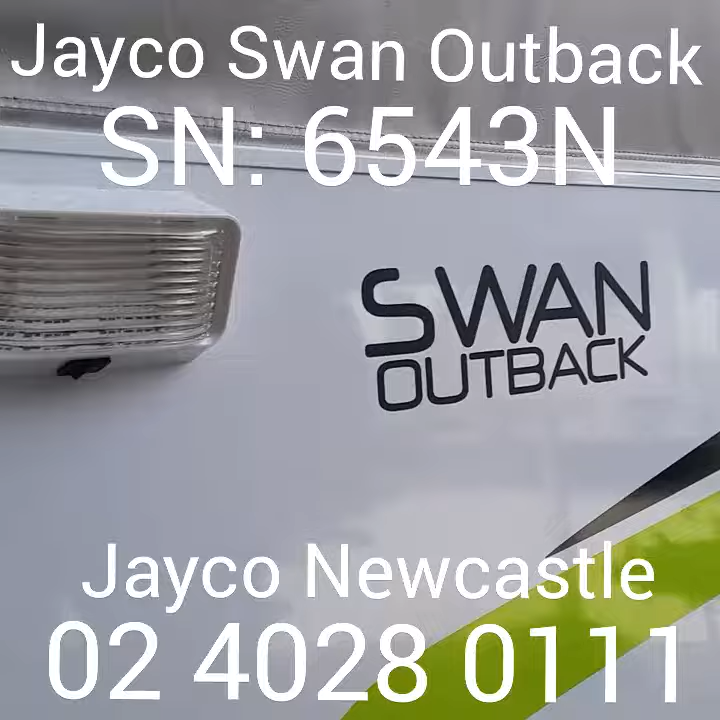 Jayco Swan Outback
SN: 6543N
SWAN
OUTBACK
Jayco Newcastle
02 4028 0111